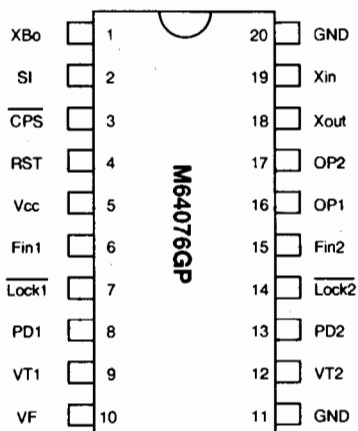 XBo 1 20 GND
SI 2 19 Xin
CPS 3 18 Xout
RST 4 17 OP2
Vcc 5 16 OP1
Fin1 6 15 Fin2
Lock1 7 14 Lock2
PD1 8 13 PD2
VT1 9 12 VT2
VF 10 11 GND
M64076GP